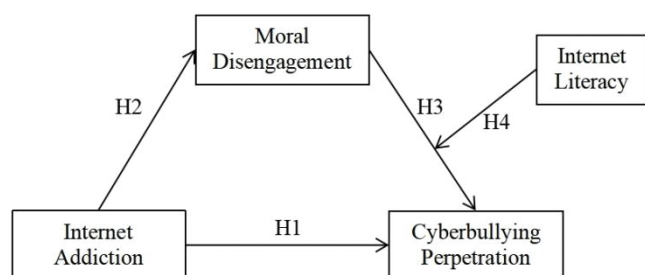 Moral
Disengagement
Internet
Literacy
H2
H3
H4
Internet
Addiction
H1
Cyberbullying
Perpetration